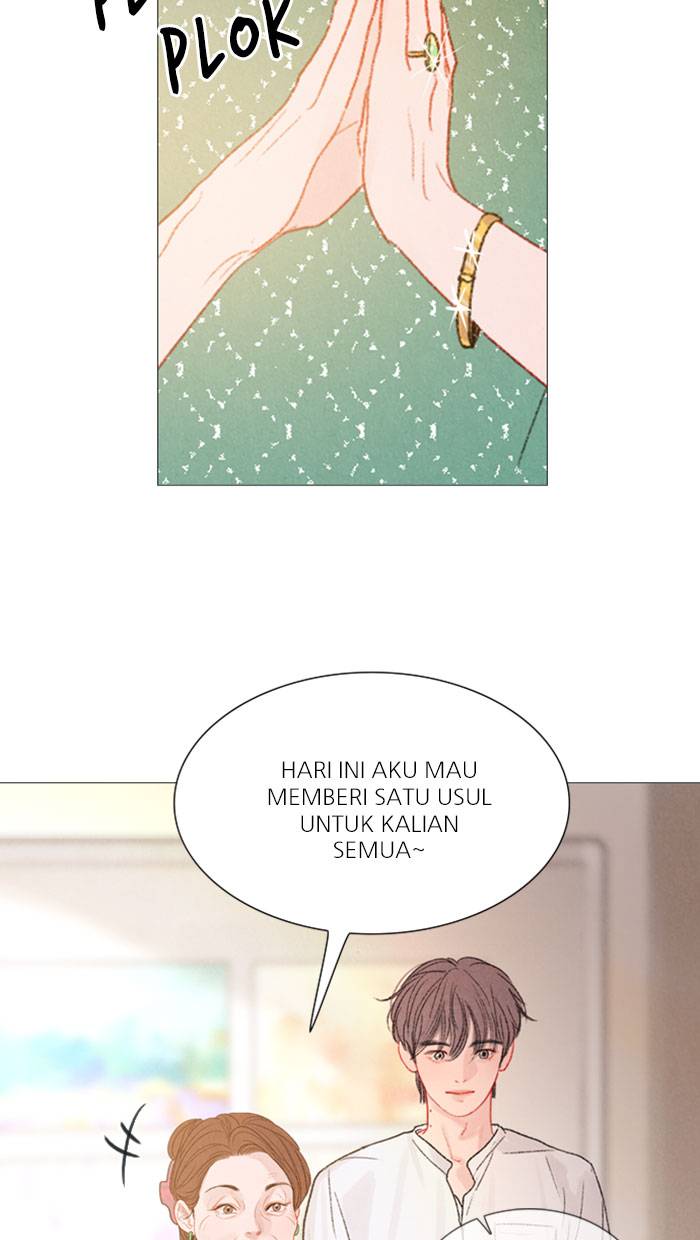 PLOK
HARI INI AKU MAU
MEMBERI SATU USUL
UNTUK KALIAN
SEMUA~